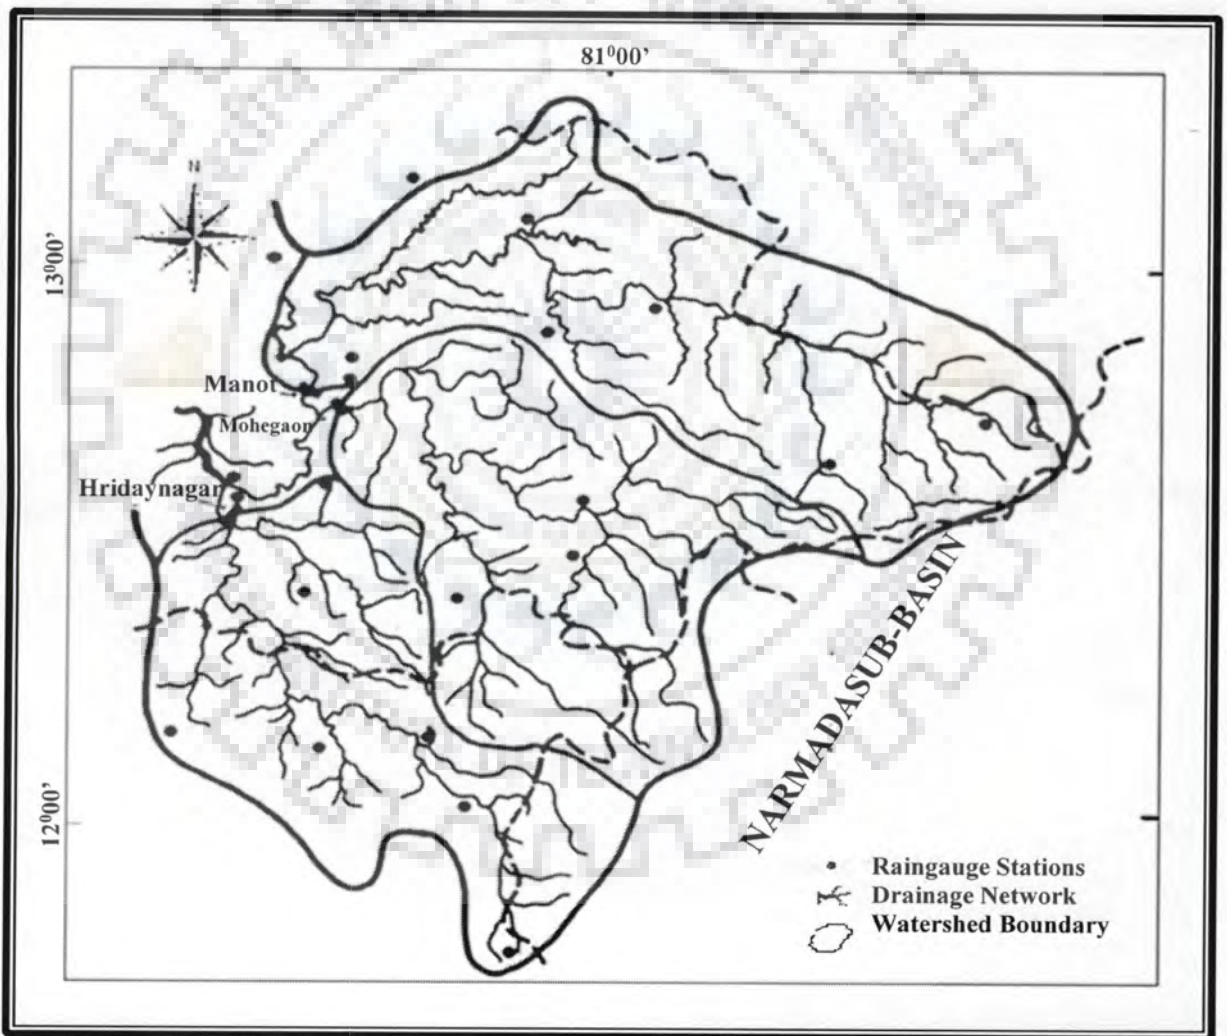 81⁰00’
N
13⁰00’
Manot
Mohegaon
Hridaynagar
NARMADASUB-BASIN
12⁰00’
Raingauge Stations
Drainage Network
Watershed Boundary